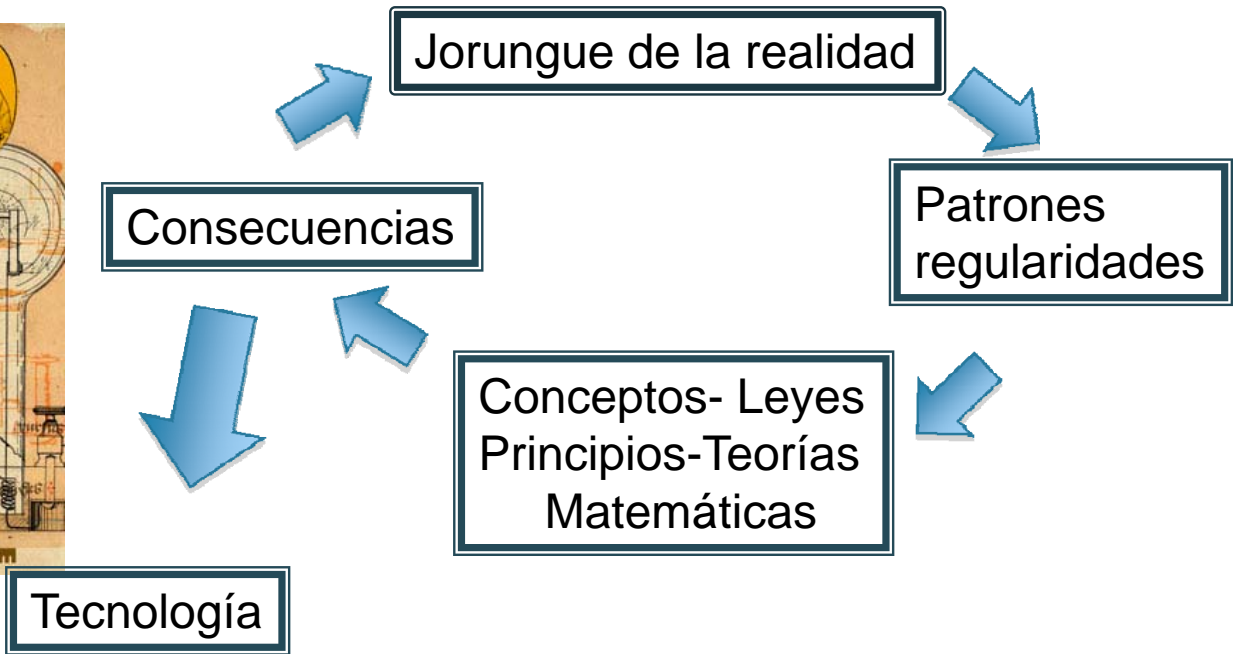 Jorungue de la realidad
Patrones
regularidades
Consecuencias
Conceptos- Leyes
Principios-Teorías
Matemáticas
Tecnología